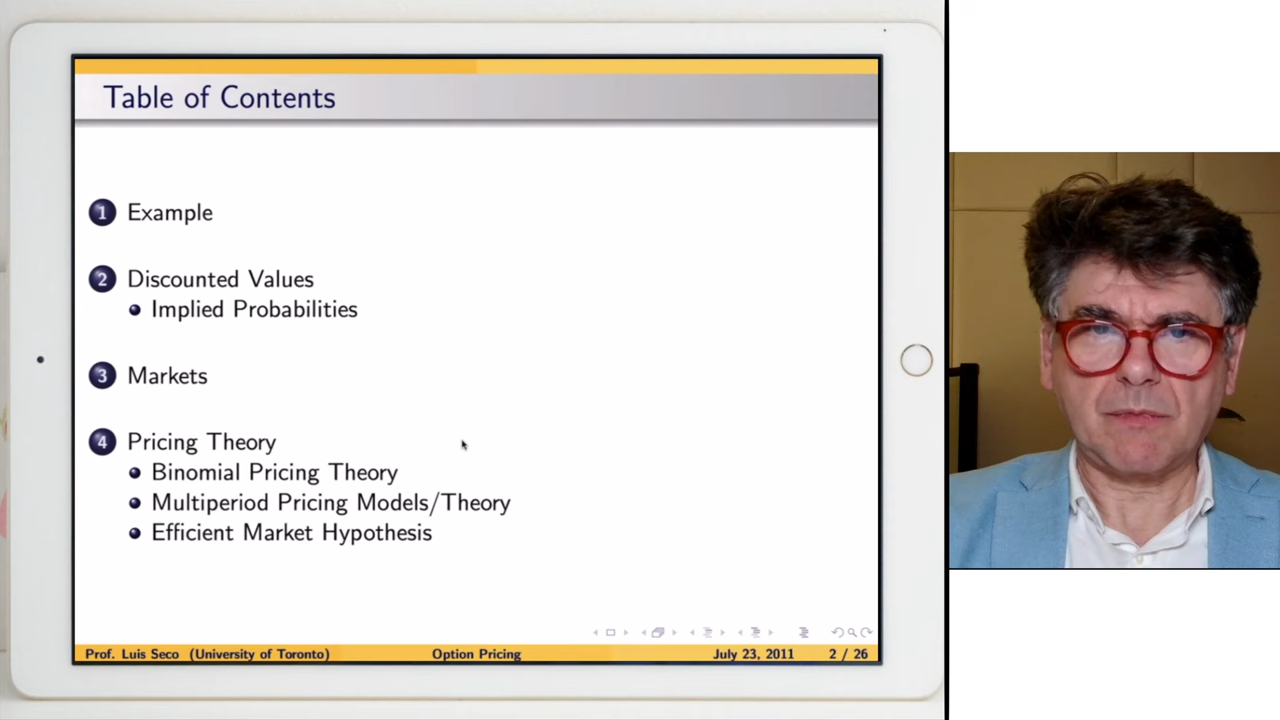 Table of Contents
1 Example
2 Discounted Values
Implied Probabilities
3 Markets
4 Pricing Theory
Binomial Pricing Theory
Multiperiod Pricing Models/Theory
Efficient Market Hypothesis
Prof. Luis Seco (University of Toronto) Option Pricing July 23, 2011 2 / 26